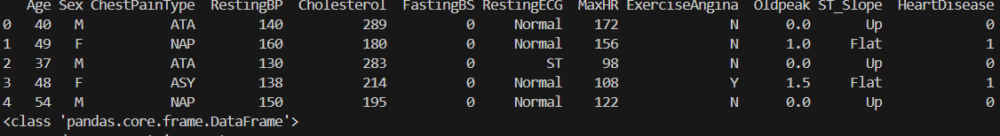 Age Sex ChestPainType RestingBP Cholesterol FastingBS RestingECG MaxHR ExerciseAngina Oldpeak ST_Slope HeartDisease
0 40 M ATA 140 289 0 Normal 172 N 0.0 Up 0
1 49 F NAP 160 180 0 Normal 156 N 1.0 Flat 1
2 37 M ATA 130 283 0 ST 98 N 0.0 Up 0
3 48 F ASY 138 214 0 Normal 108 Y 1.5 Flat 1
4 54 M NAP 150 195 0 Normal 122 N 0.0 Up 0
<class 'pandas.core.frame.DataFrame'>